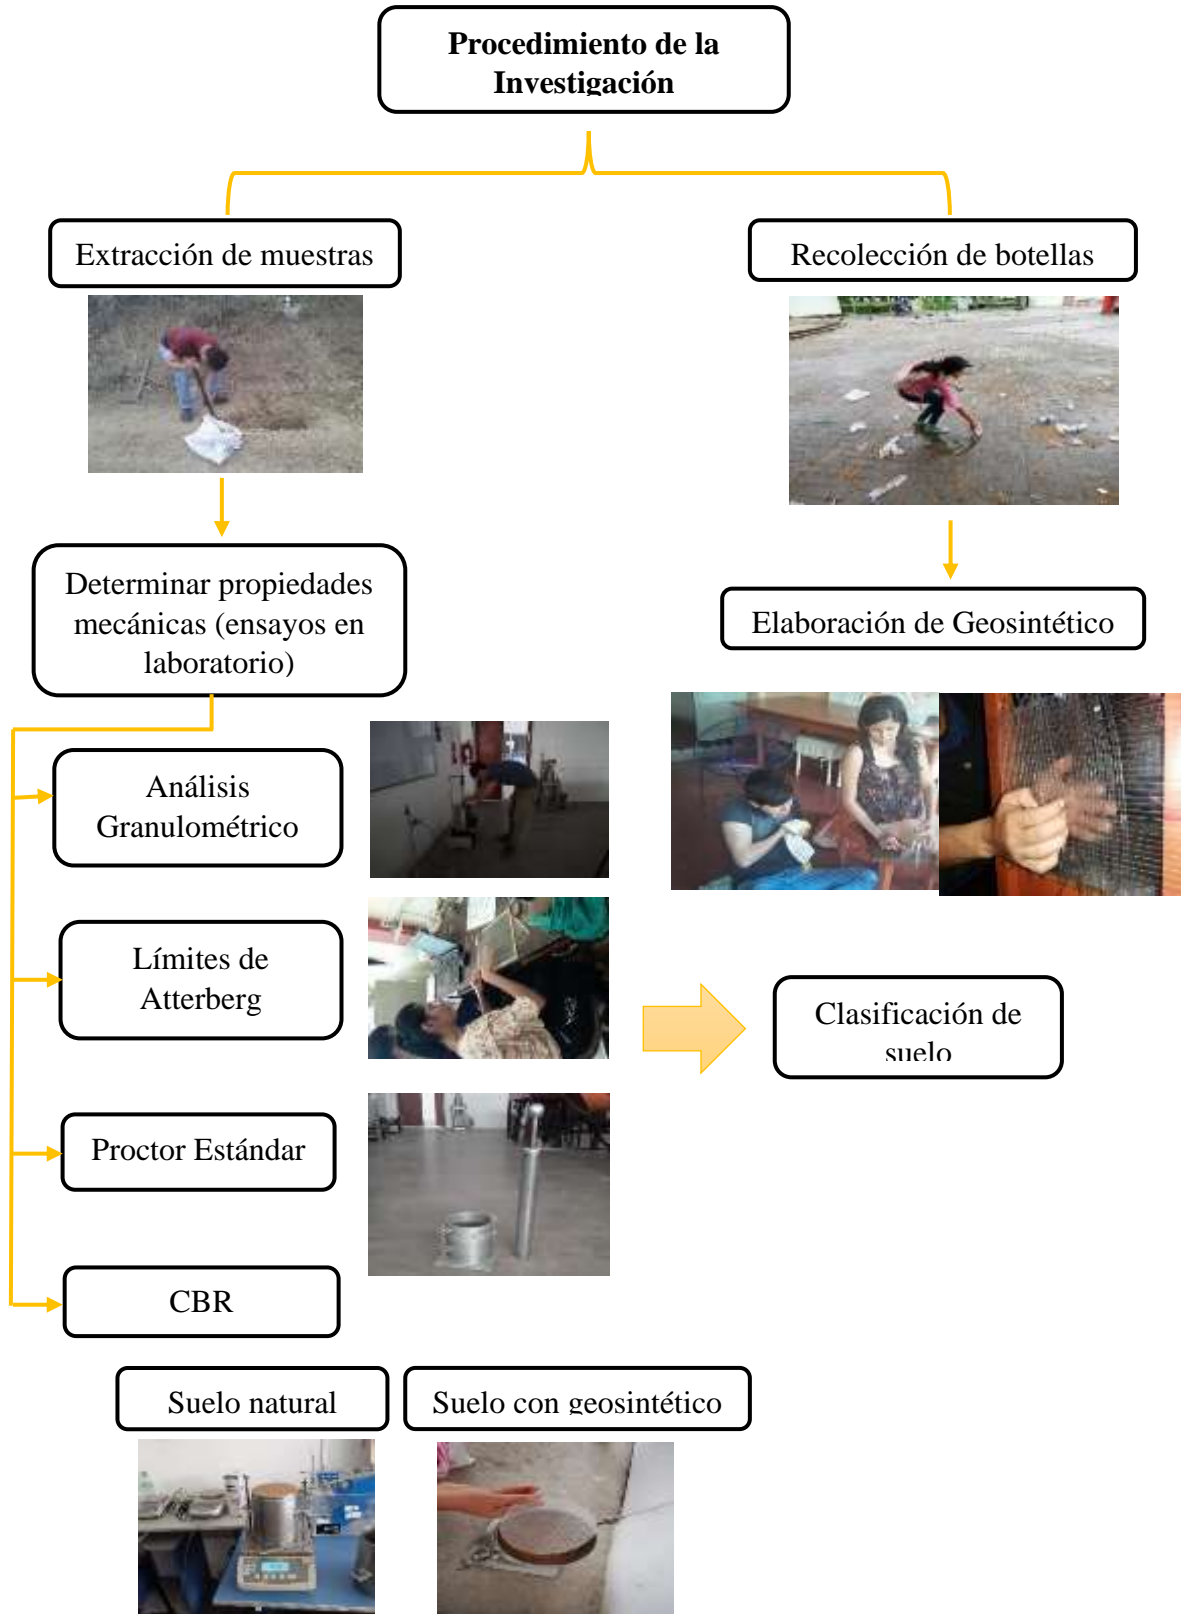 Procedimiento de la
Investigación
Extracción de muestras
Recolección de botellas
Determinar propiedades
mecánicas (ensayos en
laboratorio)
Elaboración de Geosintético
Análisis
Granulométrico
Límites de
Atterberg
Clasificación de
suelo
Proctor Estándar
CBR
Suelo natural
Suelo con geosintético